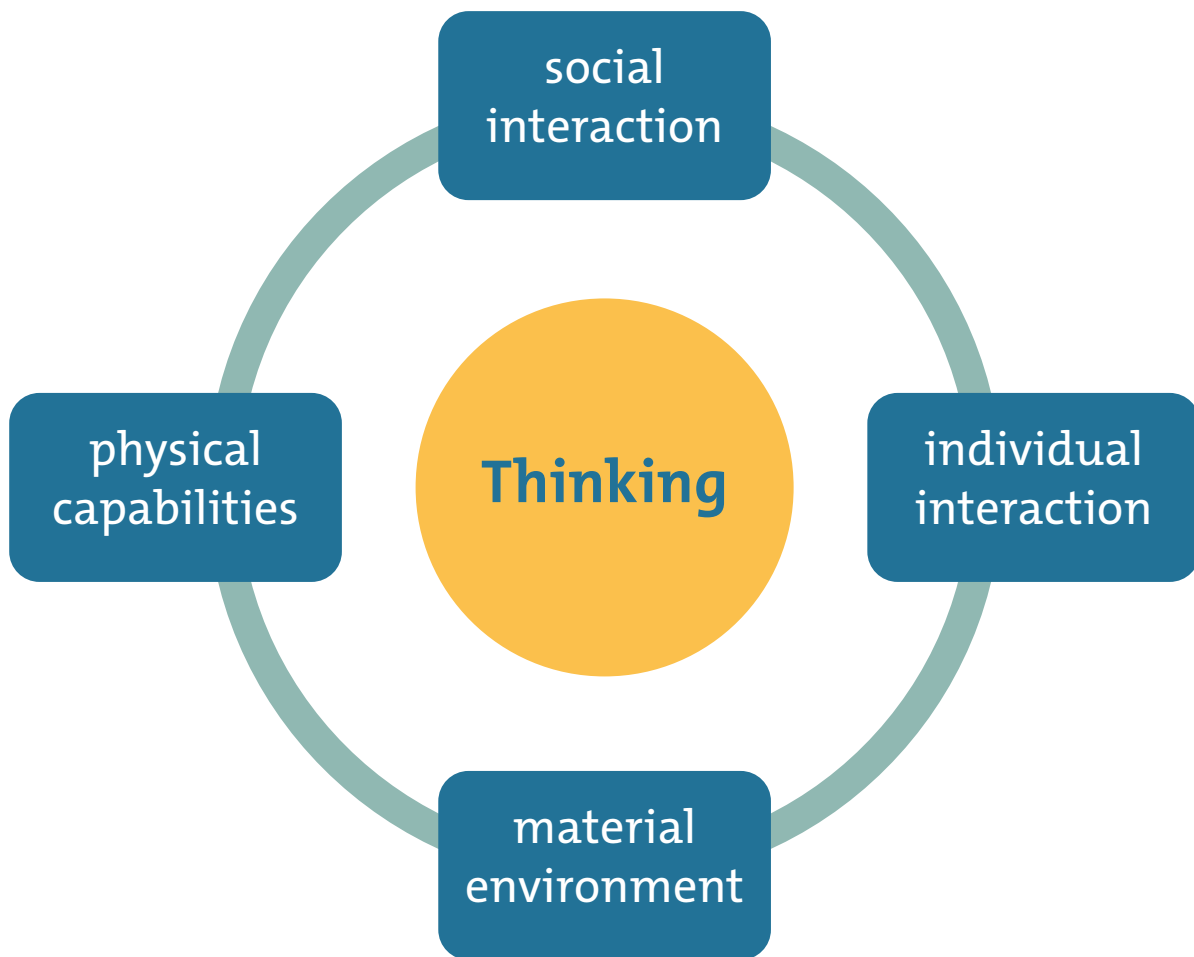 social
interaction
physical
capabilities
Thinking
individual
interaction
material
environment